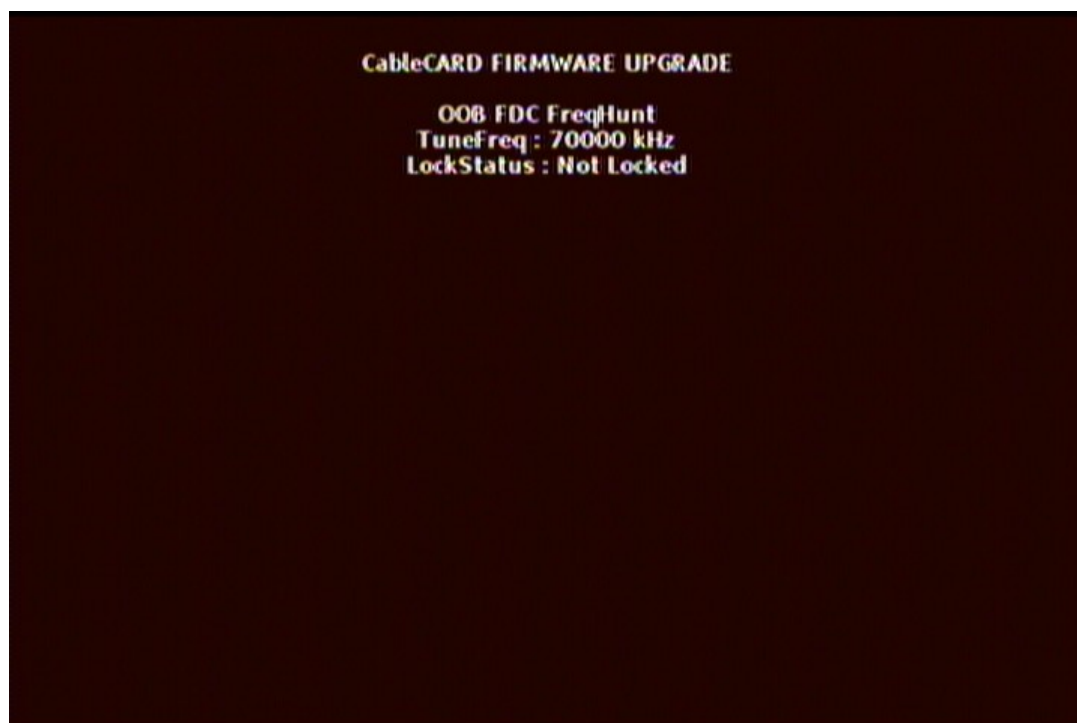 CableCARD FIRMWARE UPGRADE
OOB FDC FreqHunt
TuneFreq : 70000 kHz
LockStatus : Not Locked